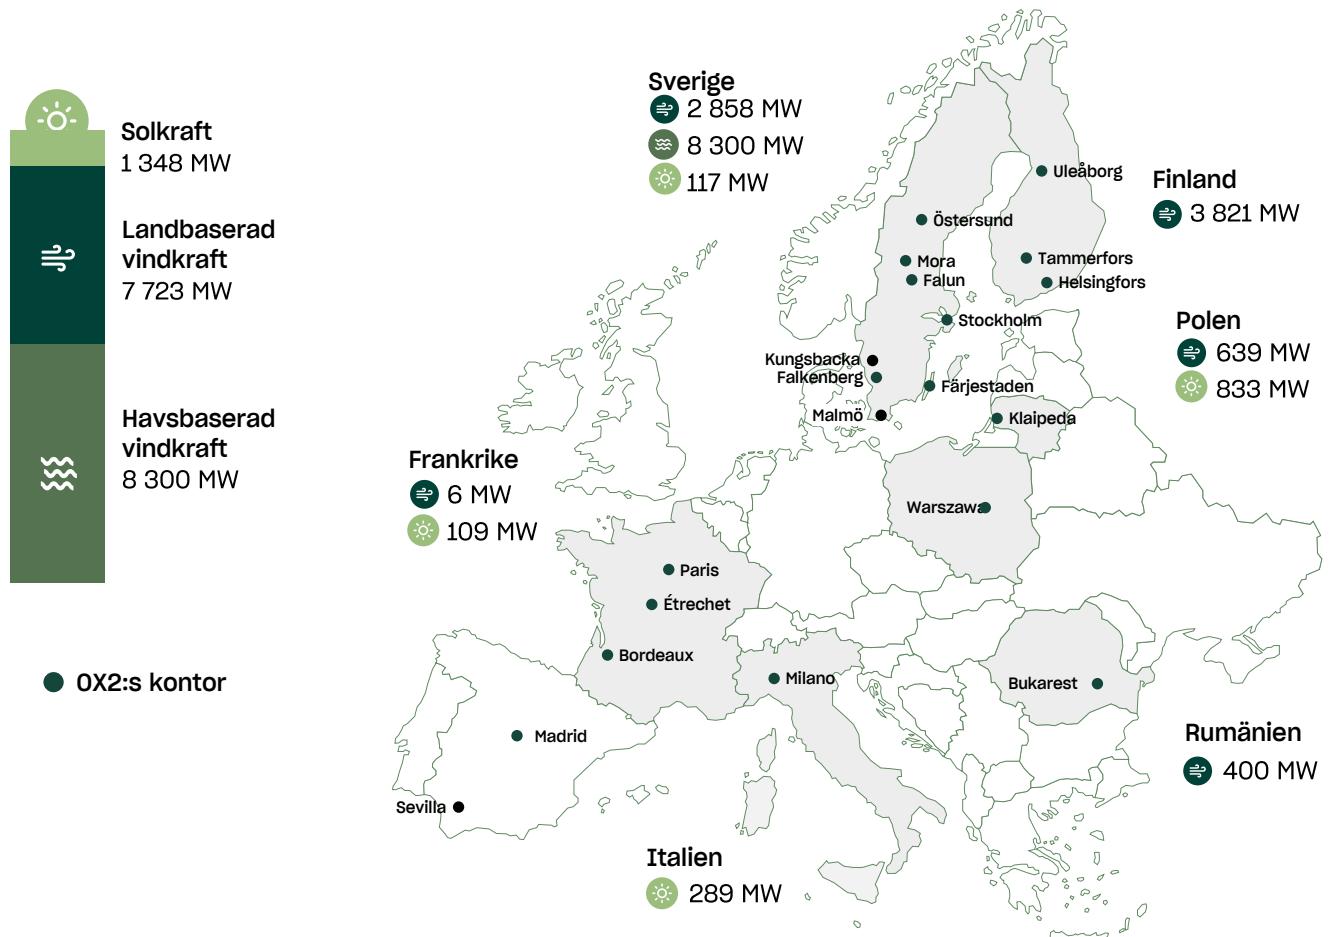 Solkraft
1 348 MW
Landbaserad
vindkraft
7 723 MW
Havsbaserad
vindkraft
8 300 MW
OX2:s kontor
Sverige
2 858 MW
8 300 MW
117 MW
Finland
3 821 MW
Polen
639 MW
833 MW
Frankrike
6 MW
109 MW
Rumänien
400 MW
Italien
289 MW
Uleåborg
Östersund
Tammerfors
Mora
Falun
Helsingfors
Stockholm
Kungsbacka
Falkenberg
Färjestaden
Malmö
Klaipeda
Warszawa
Paris
Étrechet
Bordeaux
Milano
Bukarest
Madrid
Sevilla